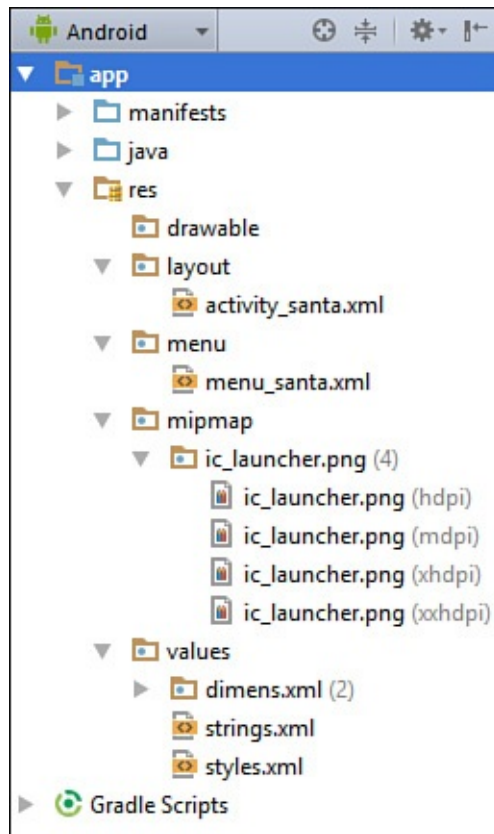 Android
app
manifests
java
res
drawable
layout
activity_santa.xml
menu
menu_santa.xml
mipmap
ic_launcher.png (4)
ic_launcher.png (hdpi)
ic_launcher.png (mdpi)
ic_launcher.png (xhdpi)
ic_launcher.png (xxhdpi)
values
dimens.xml (2)
strings.xml
styles.xml
Gradle Scripts